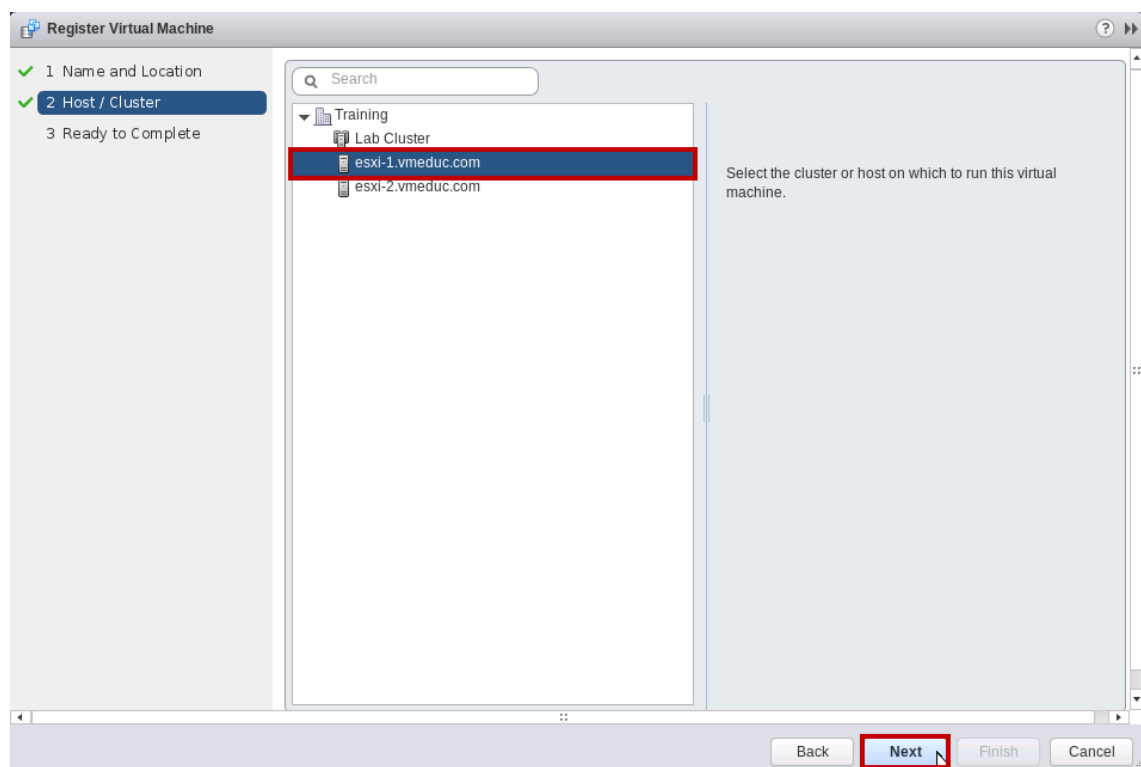 Register Virtual Machine
?
1 Name and Location
2 Host / Cluster
3 Ready to Complete
Search
Training
Lab Cluster
esxi-1.vmeduc.com
esxi-2.vmeduc.com
Select the cluster or host on which to run this virtual
machine.
Back Next Finish Cancel